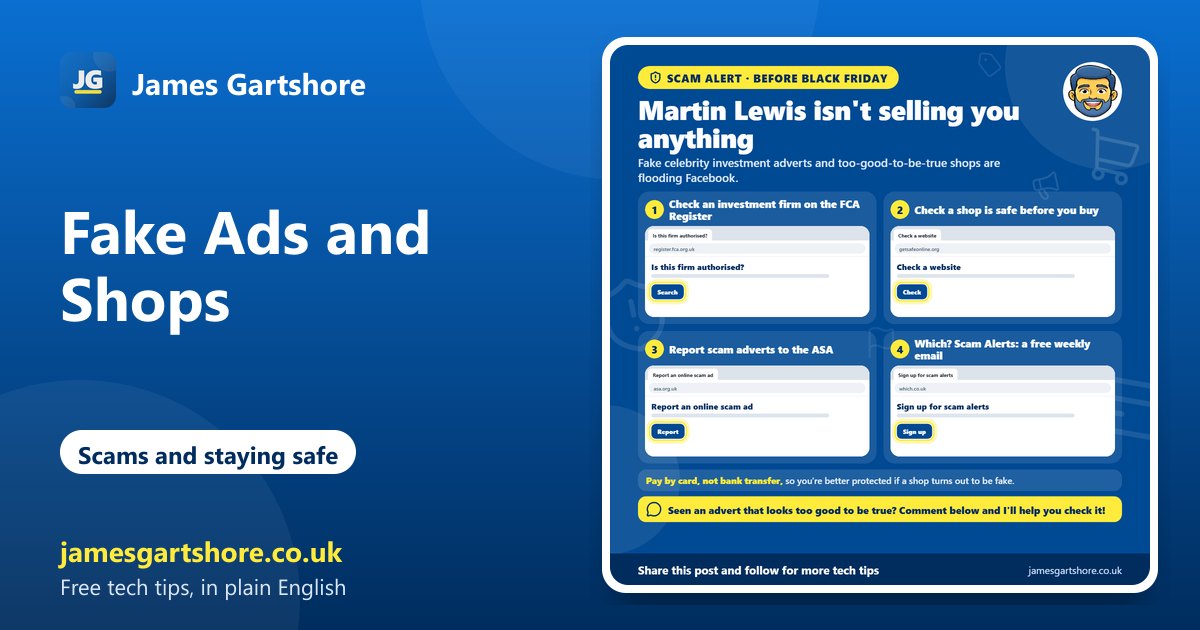 JG
James Gartshore
Fake Ads and
Shops
Scams and staying safe
jamesgartshore.co.uk
Free tech tips, in plain English
SCAM ALERT · BEFORE BLACK FRIDAY
Martin Lewis isn't selling you
anything
Fake celebrity investment adverts and too-good-to-be-true shops are
flooding Facebook.
1
Check an investment firm on the FCA
Register
Is this firm authorised?
register.fca.org.uk
Is this firm authorised?
Search
2
Check a shop is safe before you buy
Check a website
getsafeonline.org
Check a website
Check
3
Report scam adverts to the ASA
Report an online scam ad
asa.org.uk
Report an online scam ad
Report
4
Which? Scam Alerts: a free weekly
email
Sign up for scam alerts
which.co.uk
Sign up for scam alerts
Sign up
Pay by card, not bank transfer, so you're better protected if a shop turns out to be fake.
Seen an advert that looks too good to be true? Comment below and I'll help you check it!
Share this post and follow for more tech tips
jamesgartshore.co.uk